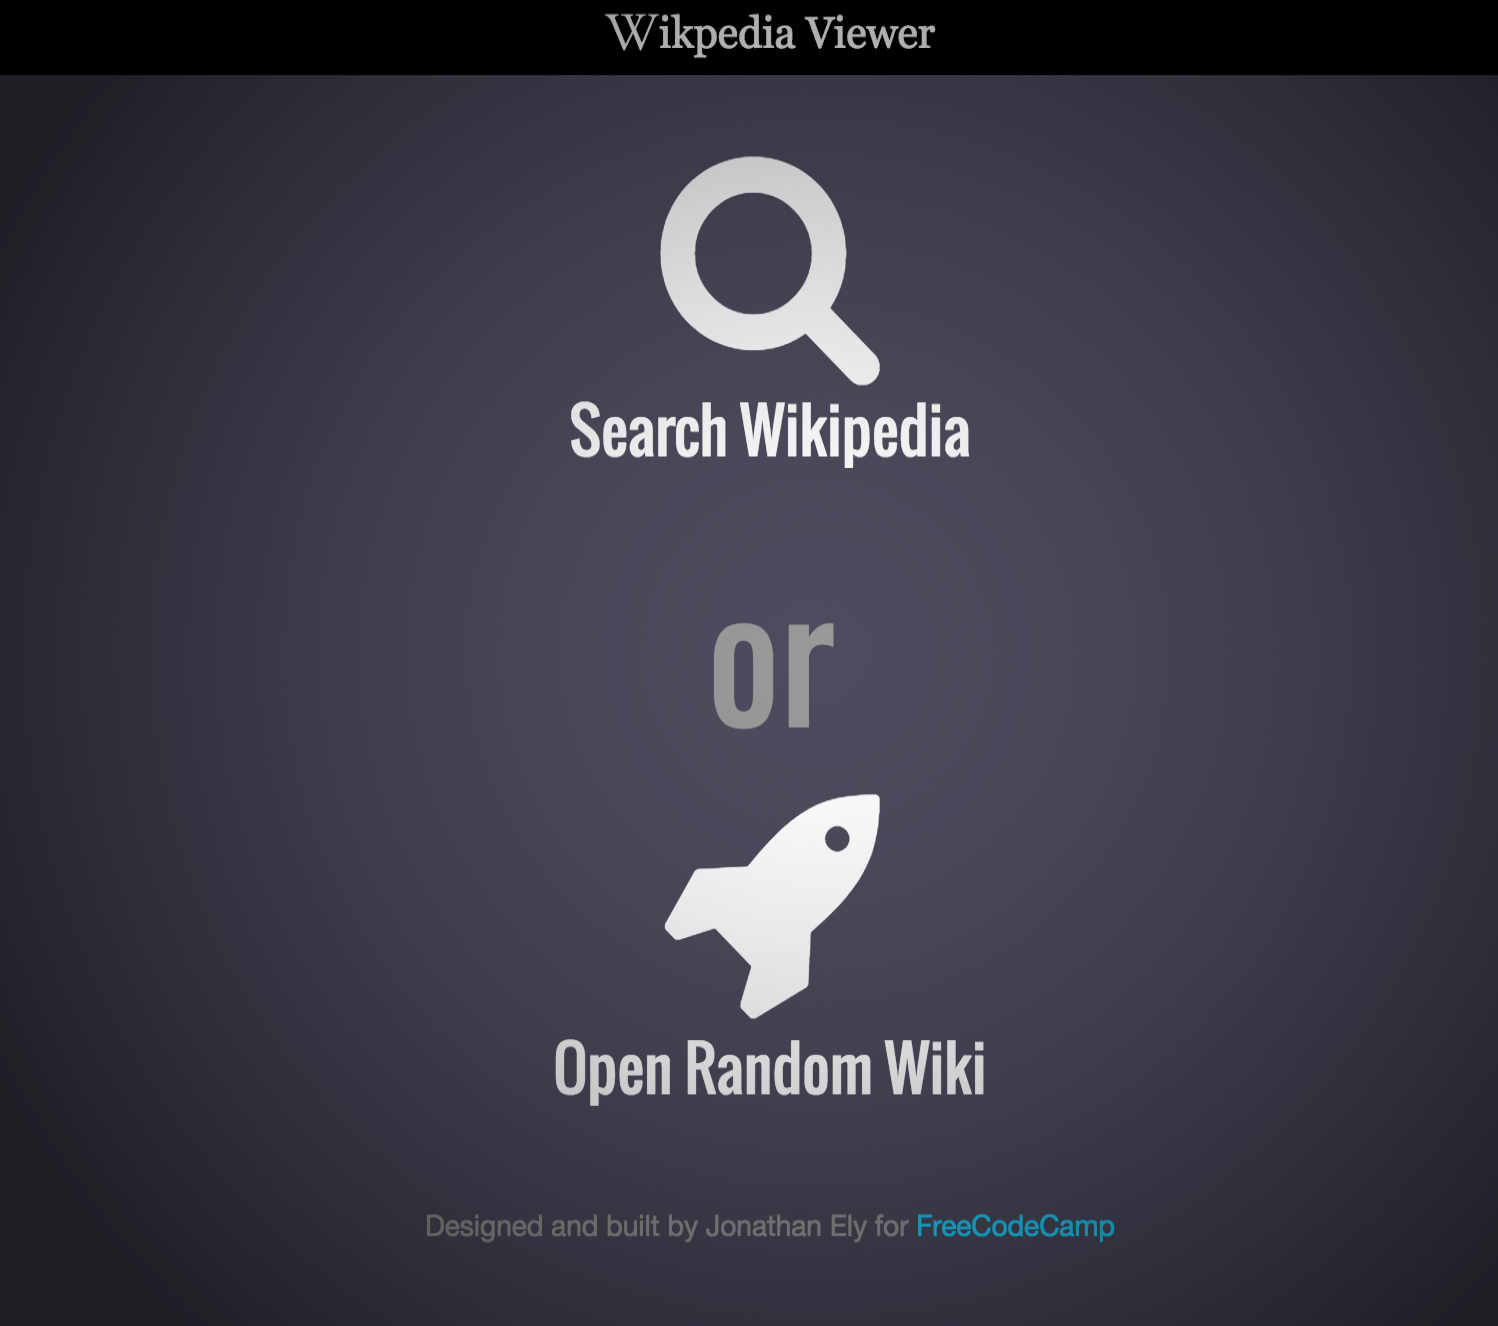 Wikpedia Viewer
Search Wikipedia
or
Open Random Wiki
Designed and built by Jonathan Ely for FreeCodeCamp